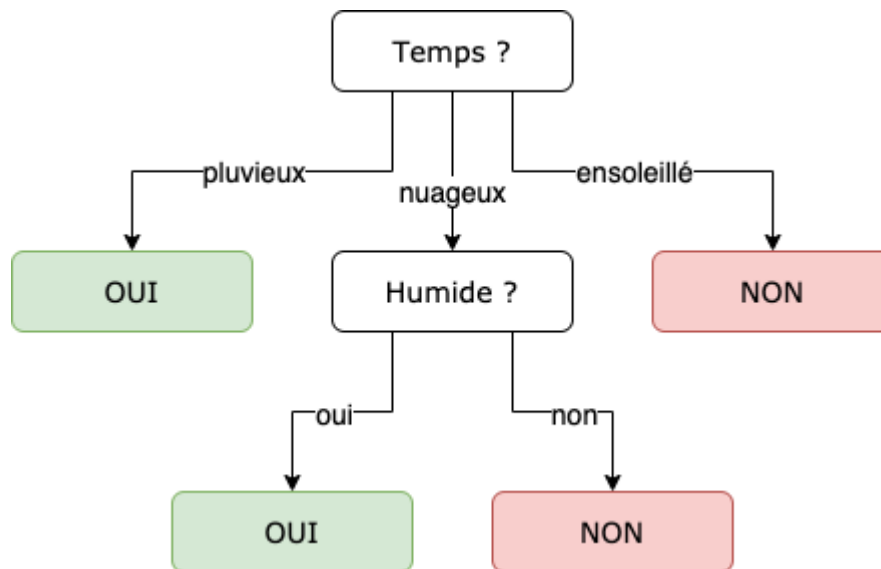 Temps ?
pluvieux
nuageux
ensoleillé
OUI
Humide ?
NON
oui
non
OUI
NON